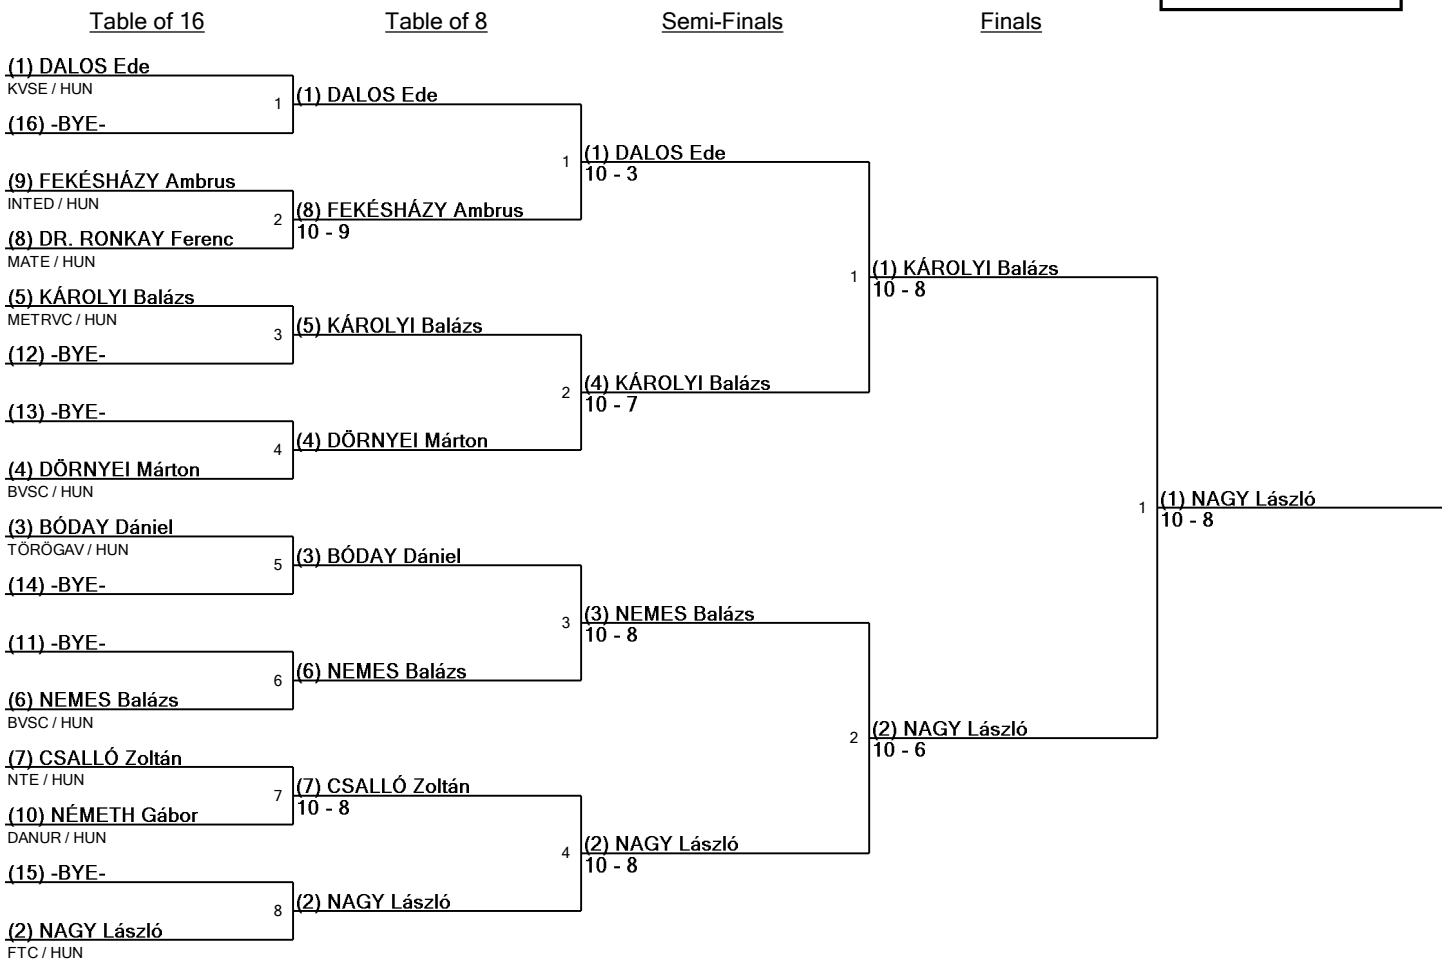 Table of 16
Table of 8
Semi-Finals
Finals
(1) DALOS Ede
KVSE / HUN
1
(16) -BYE-
(9) FEKÉSHÁZY Ambrus
INTED / HUN
2
(8) DR. RONKAY Ferenc
MATE / HUN
(5) KÁROLYI Balázs
METRVC / HUN
3
(12) -BYE-
(13) -BYE-
4
(4) DÖRNYEI Márton
BVSC / HUN
(3) BÓDAY Dániel
TÖRÖGAV / HUN
5
(14) -BYE-
(11) -BYE-
6
(6) NEMES Balázs
BVSC / HUN
(7) CSALLÓ Zoltán
NTE / HUN
7
(10) NÉMETH Gábor
DANUR / HUN
(15) -BYE-
8
(2) NAGY László
FTC / HUN
(1) DALOS Ede
1
(8) FEKÉSHÁZY Ambrus
10 - 9
(5) KÁROLYI Balázs
2
(4) DÖRNYEI Márton
(3) BÓDAY Dániel
3
(6) NEMES Balázs
(7) CSALLÓ Zoltán
10 - 8
4
(2) NAGY László
(1) DALOS Ede
10 - 3
1
(4) KÁROLYI Balázs
10 - 7
(3) NEMES Balázs
10 - 8
2
(2) NAGY László
10 - 8
(1) KÁROLYI Balázs
10 - 8
1
(2) NAGY László
10 - 6
(1) NAGY László
10 - 8